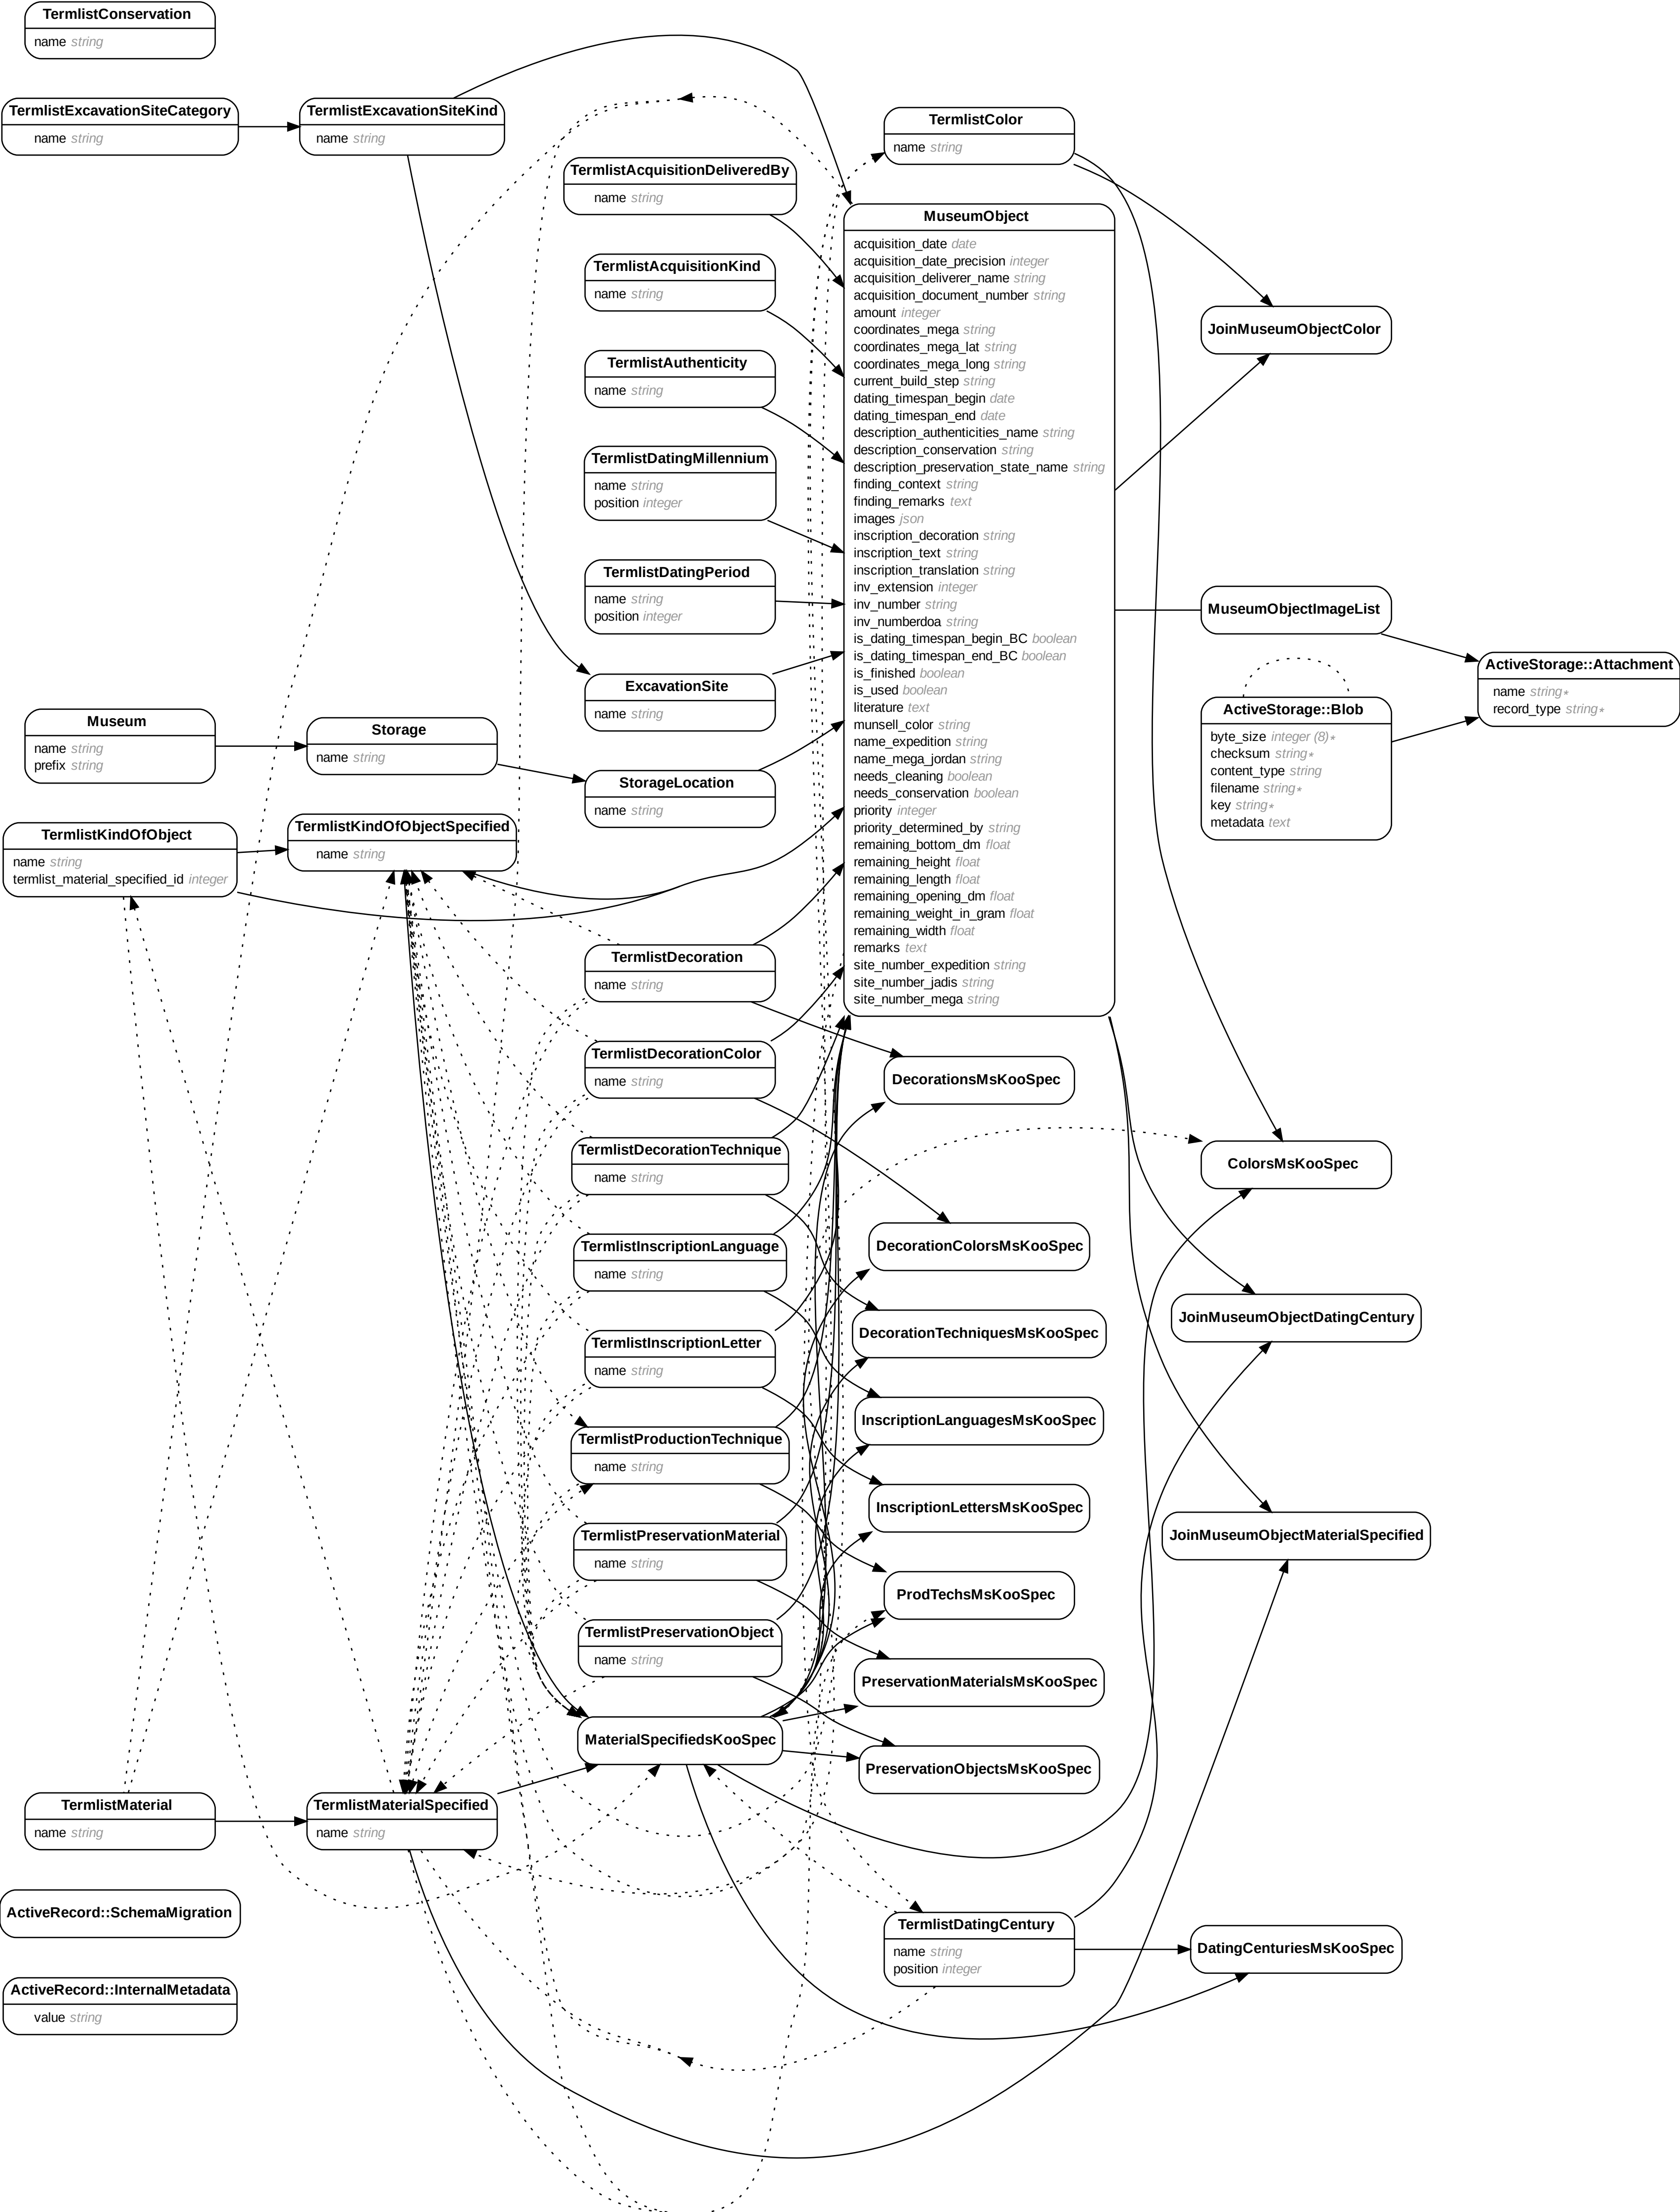 TermlistConservation
name string
TermlistExcavationSiteCategory
name string
TermlistExcavationSiteKind
name string
TermlistAcquisitionDeliveredBy
name string
TermlistAcquisitionKind
name string
TermlistAuthenticity
name string
TermlistDatingMillennium
name string
position integer
TermlistDatingPeriod
name string
position integer
ExcavationSite
name string
Museum
name string
prefix string
Storage
name string
StorageLocation
name string
TermlistKindOfObject
name string
termlist_material_specified_id integer
TermlistKindOfObjectSpecified
name string
TermlistDecoration
name string
TermlistDecorationColor
name string
TermlistDecorationTechnique
name string
TermlistInscriptionLanguage
name string
TermlistInscriptionLetter
name string
TermlistProductionTechnique
name string
TermlistPreservationMaterial
name string
TermlistPreservationObject
name string
MaterialSpecifiedsKooSpec
TermlistMaterial
name string
TermlistMaterialSpecified
name string
ActiveRecord::SchemaMigration
ActiveRecord::InternalMetadata
value string
TermlistColor
name string
MuseumObject
acquisition_date date
acquisition_date_precision integer
acquisition_deliverer_name string
acquisition_document_number string
amount integer
coordinates_mega string
coordinates_mega_lat string
coordinates_mega_long string
current_build_step string
dating_timespan_begin date
dating_timespan_end date
description_authenticities_name string
description_conservation string
description_preservation_state_name string
finding_context string
finding_remarks text
images json
inscription_decoration string
inscription_text string
inscription_translation string
inv_extension integer
inv_number string
inv_numberdoa string
is_dating_timespan_begin_BC boolean
is_dating_timespan_end_BC boolean
is_finished boolean
is_used boolean
literature text
munsell_color string
name_expedition string
name_mega_jordan string
needs_cleaning boolean
needs_conservation boolean
priority integer
priority_determined_by string
remaining_bottom_dm float
remaining_height float
remaining_length float
remaining_opening_dm float
remaining_weight_in_gram float
remaining_width float
remarks text
site_number_expedition string
site_number_jadis string
site_number_mega string
DecorationsMsKooSpec
DecorationColorsMsKooSpec
DecorationTechniquesMsKooSpec
InscriptionLanguagesMsKooSpec
InscriptionLettersMsKooSpec
ProdTechsMsKooSpec
PreservationMaterialsMsKooSpec
PreservationObjectsMsKooSpec
TermlistDatingCentury
name string
position integer
JoinMuseumObjectColor
MuseumObjectImageList
ActiveStorage::Blob
byte_size integer (8)∗
checksum string∗
content_type string
filename string∗
key string∗
metadata text
ActiveStorage::Attachment
name string∗
record_type string∗
ColorsMsKooSpec
JoinMuseumObjectDatingCentury
JoinMuseumObjectMaterialSpecified
DatingCenturiesMsKooSpec